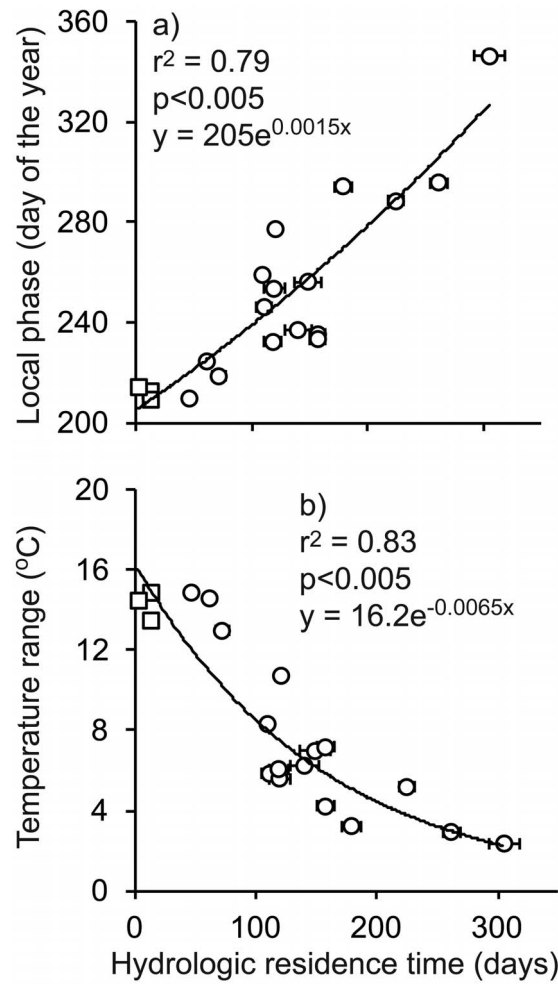 a)
r² = 0.79
p<0.005
y = 205e^0.0015x
Local phase (day of the year)
360
320
280
240
200
b)
r² = 0.83
p<0.005
y = 16.2e^-0.0065x
Temperature range (°C)
20
16
12
8
4
0
0 100 200 300
Hydrologic residence time (days)